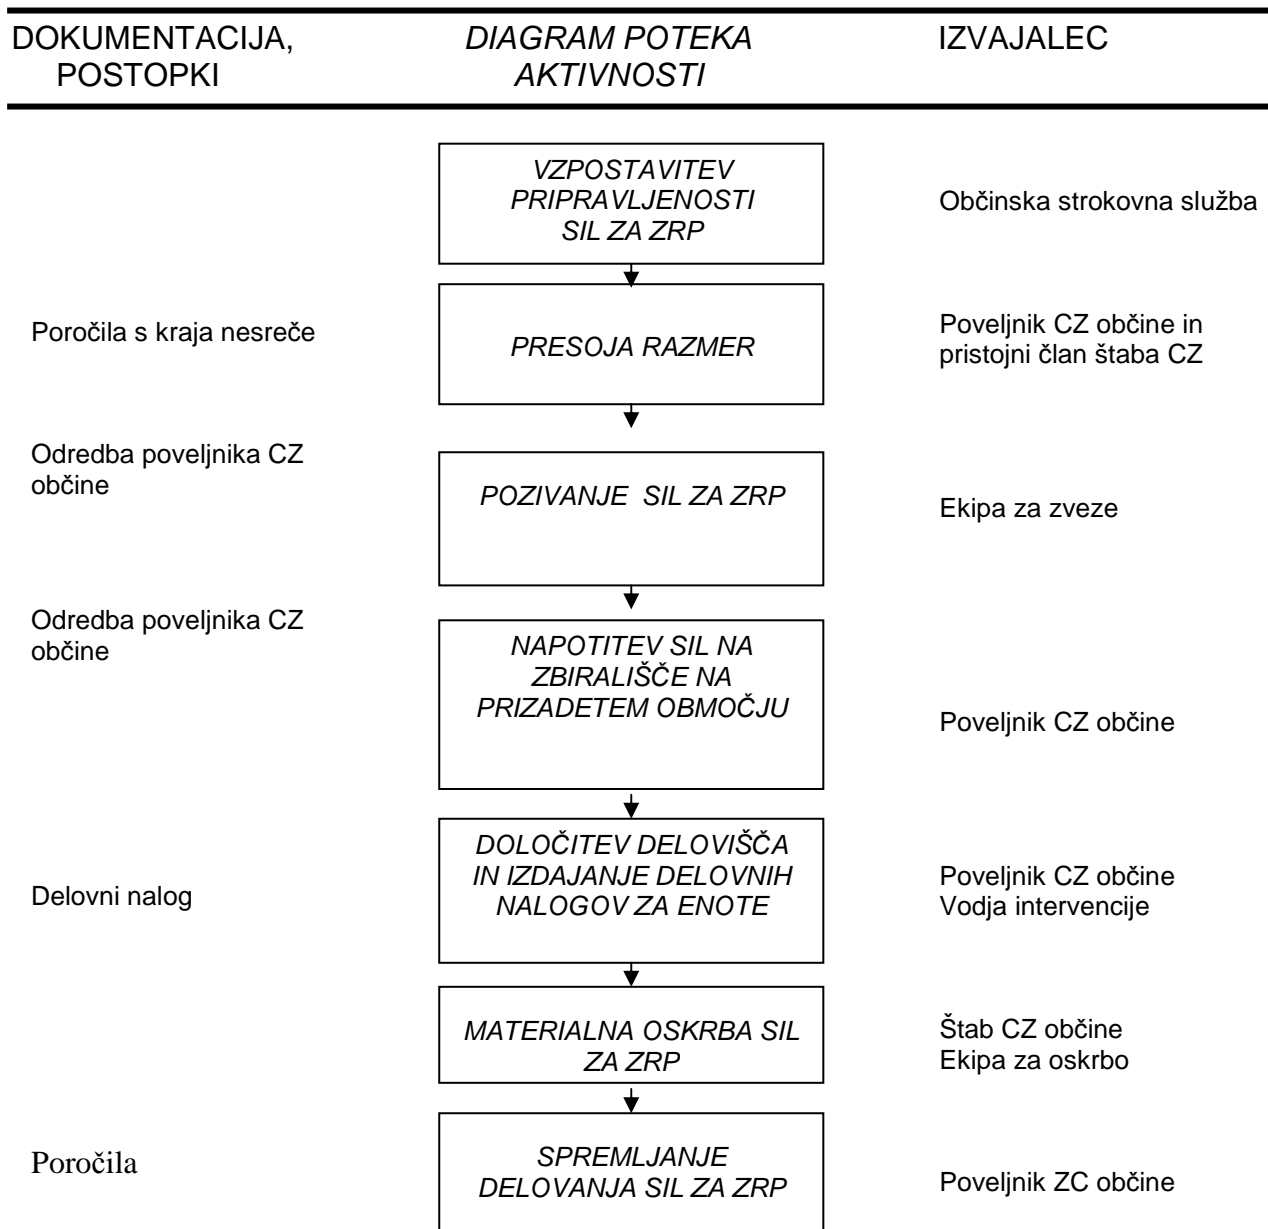 DOKUMENTACIJA,
POSTOPKI
DIAGRAM POTEKA
AKTIVNOSTI
IZVAJALEC
VZPOSTAVITEV
PRIPRAVLJENOSTI
SIL ZA ZRP
Občinska strokovna služba
Poročila s kraja nesreče
PRESOJA RAZMER
Poveljnik CZ občine in
pristojni član štaba CZ
Odredba poveljnika CZ
občine
POZIVANJE SIL ZA ZRP
Ekipa za zveze
Odredba poveljnika CZ
občine
NAPOTITEV SIL NA
ZBIRALIŠČE NA
PRIZADETEM OBMOČJU
Poveljnik CZ občine
Delovni nalog
DOLOČITEV DELOVIŠČA
IN IZDAJANJE DELOVNIH
NALOGOV ZA ENOTE
Poveljnik CZ občine
Vodja intervencije
MATERIALNA OSKRBA SIL
ZA ZRP
Štab CZ občine
Ekipa za oskrbo
Poročila
SPREMLJANJE
DELOVANJA SIL ZA ZRP
Poveljnik ZC občine